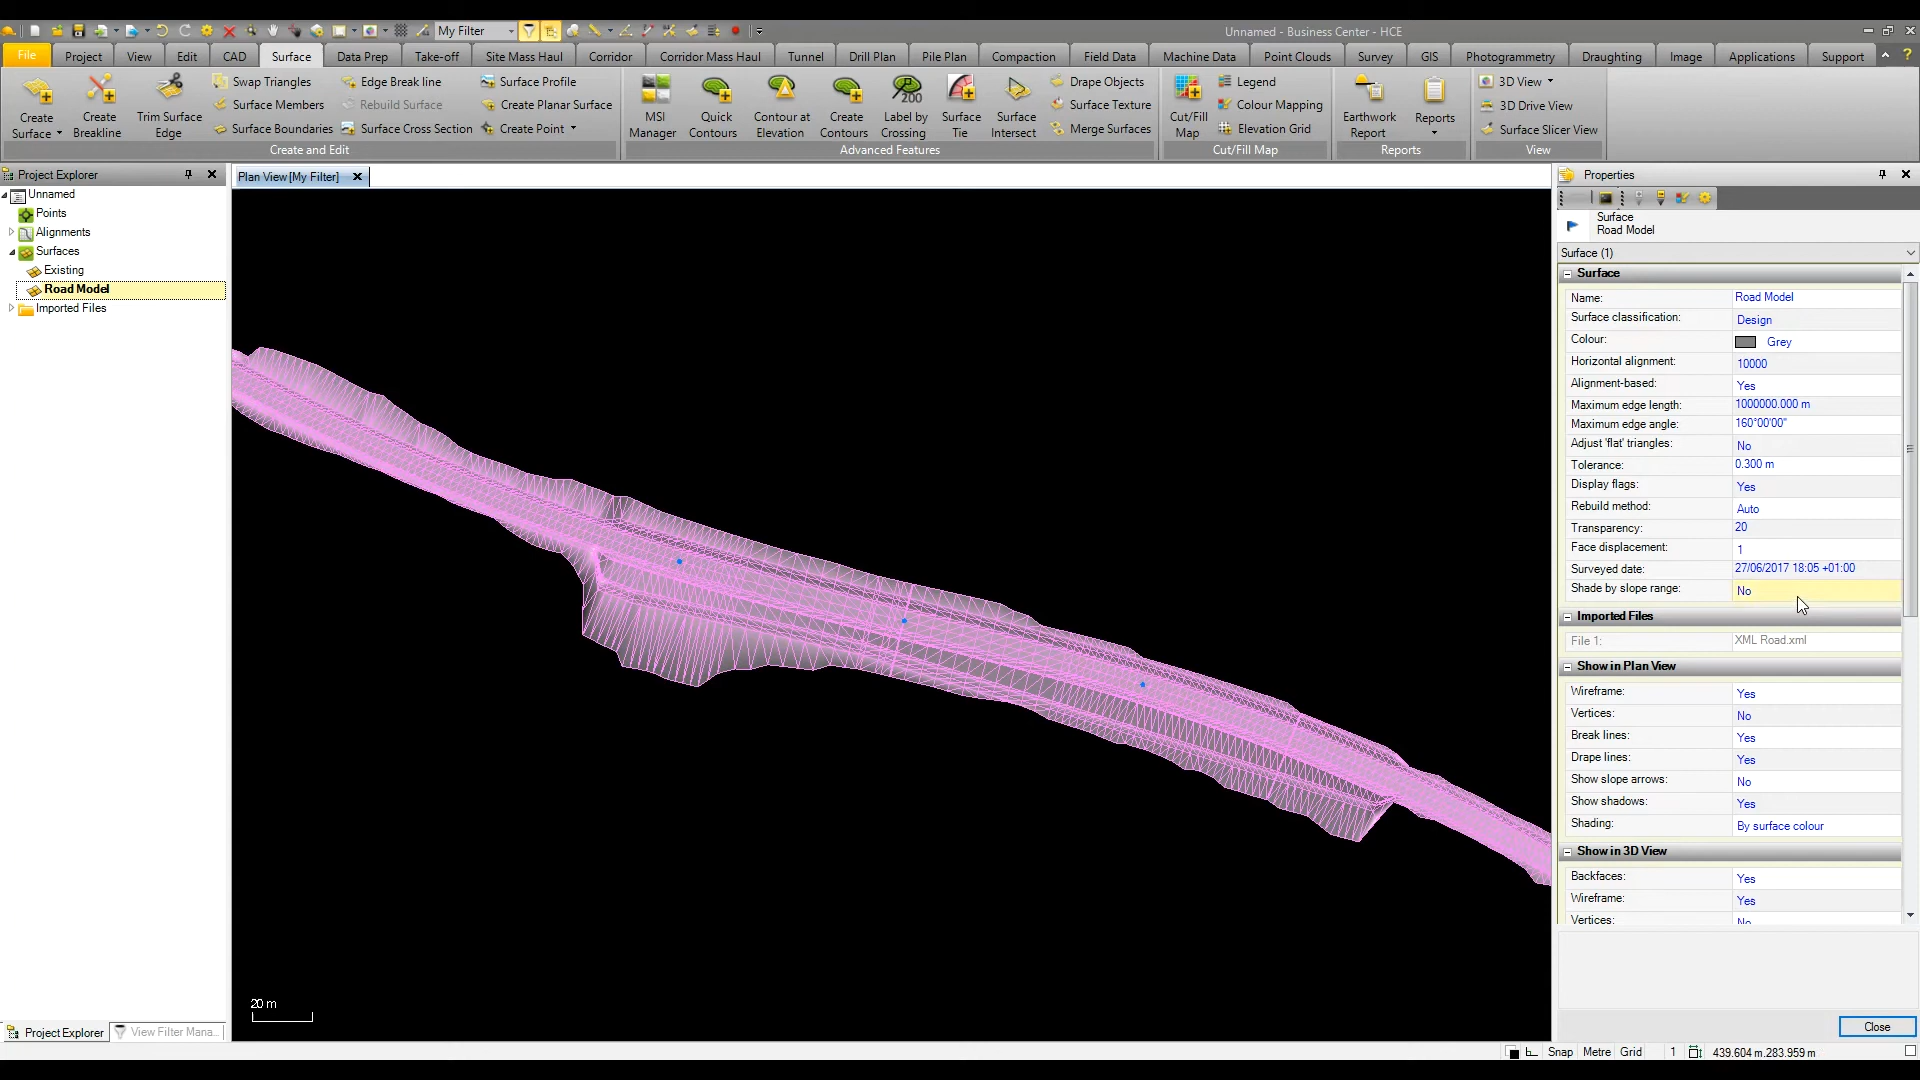 My Filter
Unnamed - Business Center - HCE
File Project View Edit CAD Surface Data Prep Take-off Site Mass Haul Corridor Corridor Mass Haul Tunnel Drill Plan Pile Plan Compaction Field Data Machine Data Point Clouds Survey GIS Photogrammetry Draughting Image Applications Support
Create Surface
Create Breakline
Trim Surface Edge
Swap Triangles
Surface Members
Surface Boundaries
Edge Break line
Rebuild Surface
Surface Cross Section
Surface Profile
Create Planar Surface
Create Point
Create and Edit
MSI Manager
Quick Contours
Contour at Elevation
Create Contours
200
Label by Crossing
Surface Tie
Surface Intersect
Drape Objects
Surface Texture
Merge Surfaces
Advanced Features
Cut/Fill Map
Legend
Colour Mapping
Elevation Grid
Cut/Fill Map
Earthwork Report
Reports
Reports
3D View
3D Drive View
Surface Slicer View
View
Project Explorer
Unnamed
Points
Alignments
Surfaces
Existing
Road Model
Imported Files
Plan View [My Filter]
20 m
Properties
Surface
Road Model
Surface (1)
Surface
Name: Road Model
Surface classification: Design
Colour: Grey
Horizontal alignment: 10000
Alignment-based: Yes
Maximum edge length: 1000000.000 m
Maximum edge angle: 160°00'00"
Adjust 'flat' triangles: No
Tolerance: 0.300 m
Display flags: Yes
Rebuild method: Auto
Transparency: 20
Face displacement: 1
Surveyed date: 27/06/2017 18:05 +01:00
Shade by slope range: No
Imported Files
File 1: XML Road.xml
Show in Plan View
Wireframe: Yes
Vertices: No
Break lines: Yes
Drape lines: Yes
Show slope arrows: No
Show shadows: Yes
Shading: By surface colour
Show in 3D View
Backfaces: Yes
Wireframe: Yes
Vertices: No
Close
Project Explorer View Filter Mana...
Snap Metre Grid 1 439.604 m,283.959 m